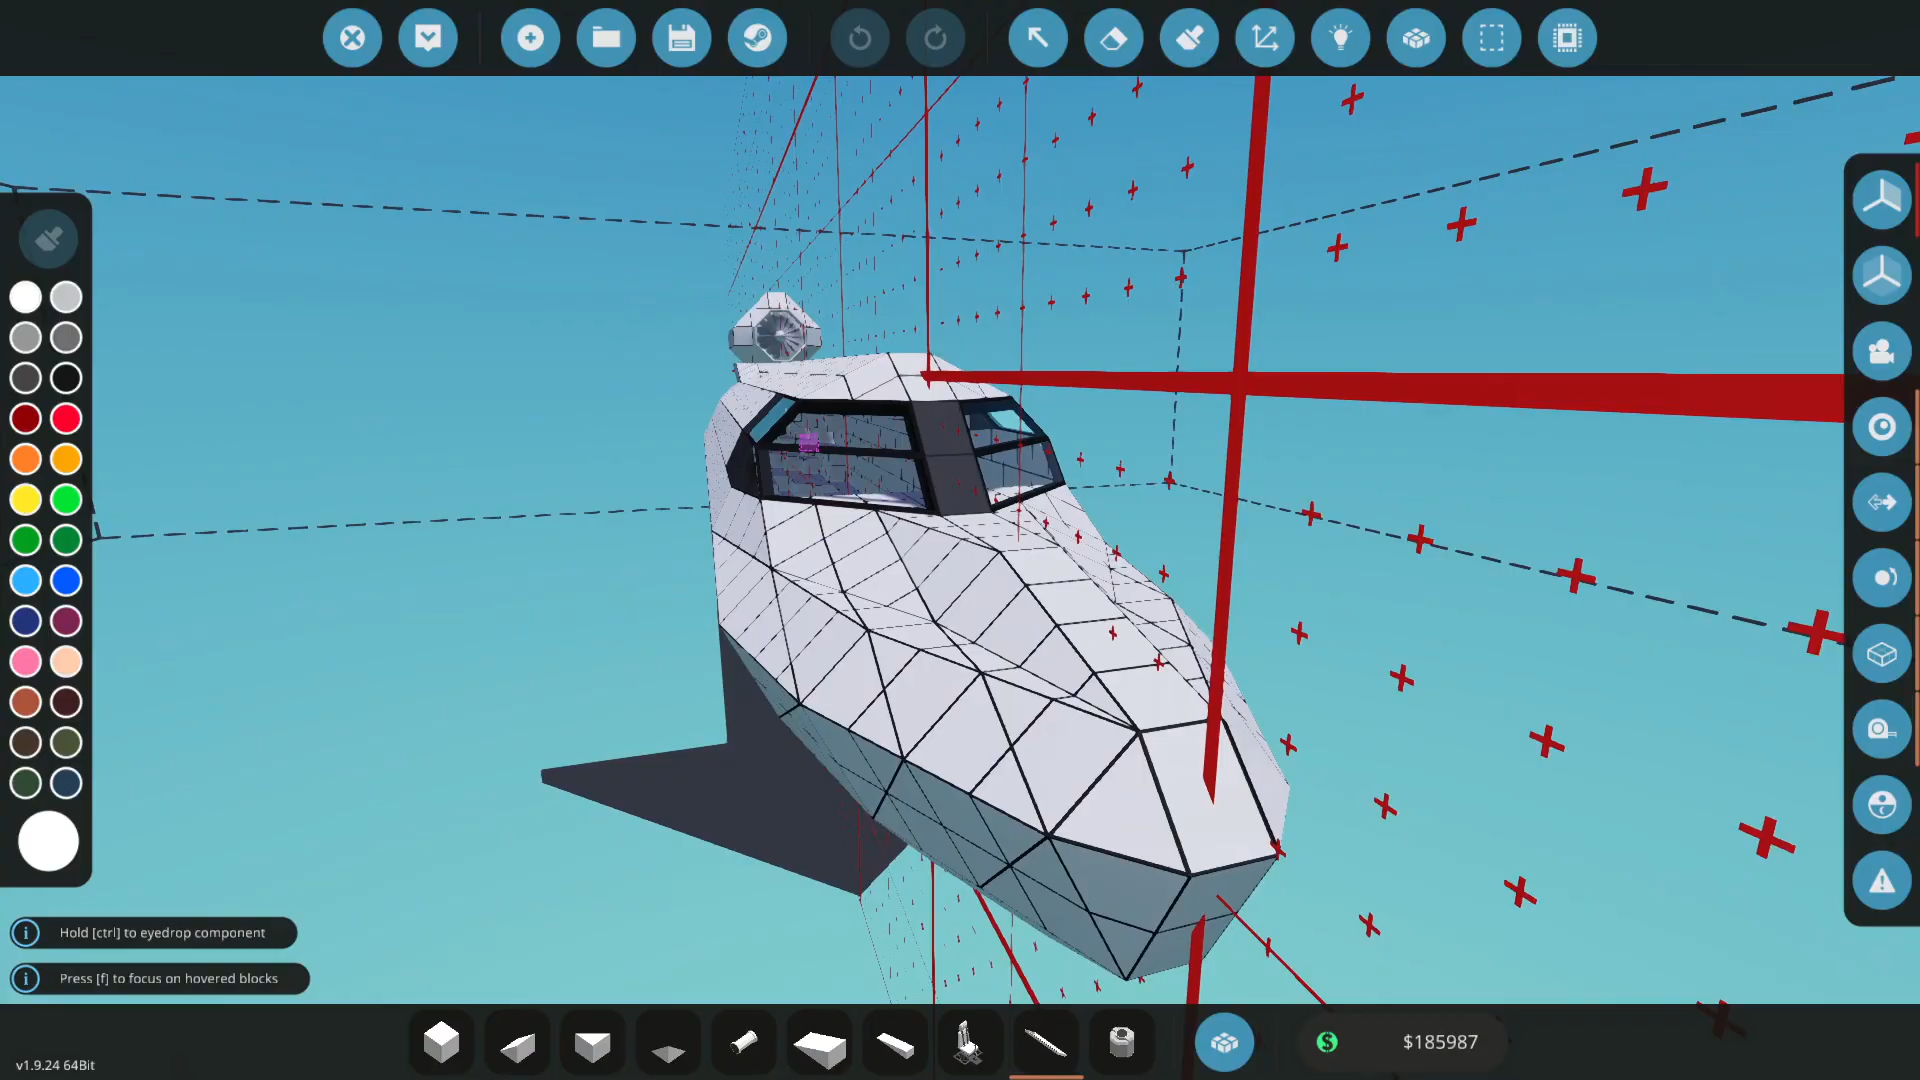 Hold [ctrl] to eyedrop component
Press [f] to focus on hovered blocks
v1.9.24 64Bit
$185987